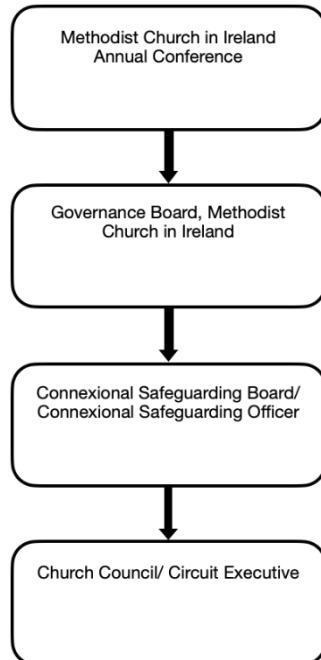 Methodist Church in Ireland
Annual Conference
Governance Board, Methodist
Church in Ireland
Connexional Safeguarding Board/
Connexional Safeguarding Officer
Church Council/ Circuit Executive